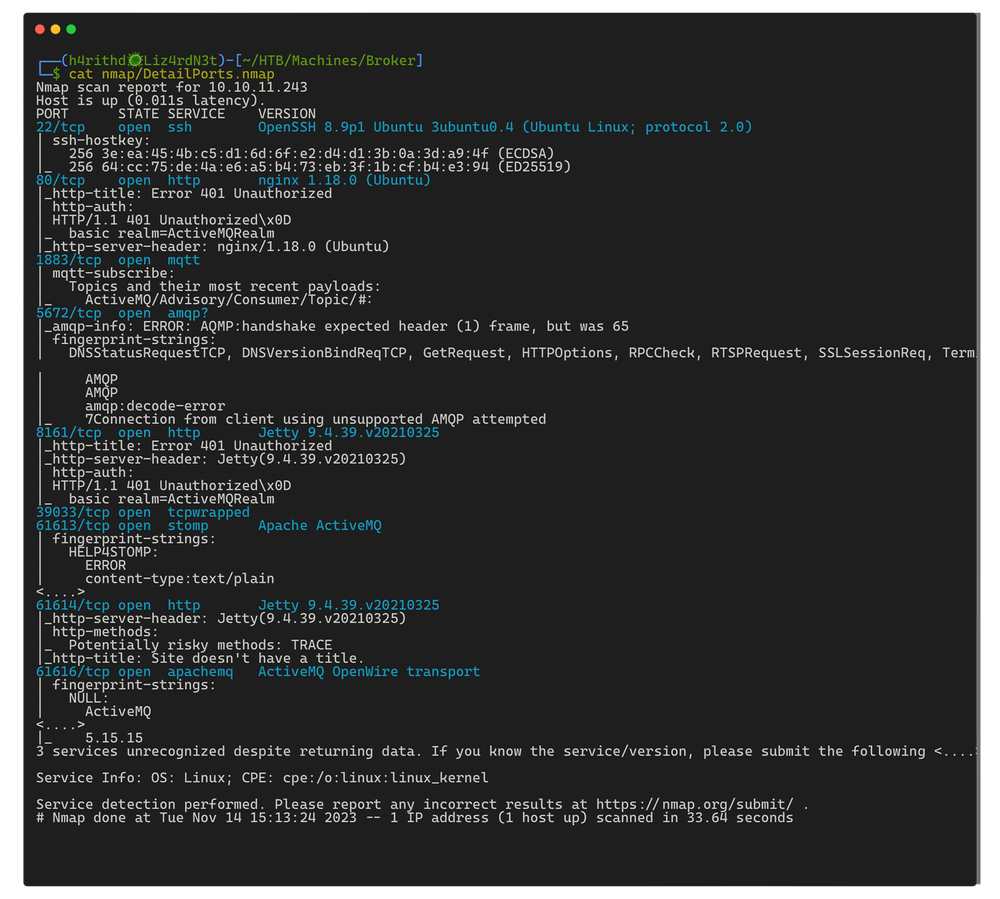 ┌──(h4rithd㉿Liz4rdN3t)-[~/HTB/Machines/Broker]
└─$ cat nmap/DetailPorts.nmap
Nmap scan report for 10.10.11.243
Host is up (0.011s latency).
PORT      STATE SERVICE    VERSION
22/tcp    open  ssh        OpenSSH 8.9p1 Ubuntu 3ubuntu0.4 (Ubuntu Linux; protocol 2.0)
| ssh-hostkey:
|   256 3e:ea:45:4b:c5:d1:6d:6f:e2:d4:d1:3b:0a:3d:a9:4f (ECDSA)
|_  256 64:cc:75:de:4a:e6:a5:b4:73:eb:3f:1b:cf:b4:e3:94 (ED25519)
80/tcp    open  http       nginx 1.18.0 (Ubuntu)
|_http-title: Error 401 Unauthorized
| http-auth:
| HTTP/1.1 401 Unauthorized\x0D
|_  basic realm=ActiveMQRealm
|_http-server-header: nginx/1.18.0 (Ubuntu)
1883/tcp  open  mqtt
| mqtt-subscribe:
|   Topics and their most recent payloads:
|_    ActiveMQ/Advisory/Consumer/Topic/#:
5672/tcp  open  amqp?
|_amqp-info: ERROR: AQMP:handshake expected header (1) frame, but was 65
| fingerprint-strings:
|   DNSStatusRequestTCP, DNSVersionBindReqTCP, GetRequest, HTTPOptions, RPCCheck, RTSPRequest, SSLSessionReq, Term
|     AMQP
|     AMQP
|     amqp:decode-error
|_    7Connection from client using unsupported AMQP attempted
8161/tcp  open  http       Jetty 9.4.39.v20210325
|_http-title: Error 401 Unauthorized
|_http-server-header: Jetty(9.4.39.v20210325)
| http-auth:
| HTTP/1.1 401 Unauthorized\x0D
|_  basic realm=ActiveMQRealm
39033/tcp open  tcpwrapped
61613/tcp open  stomp      Apache ActiveMQ
| fingerprint-strings:
|   HELP4STOMP:
|     ERROR
|     content-type:text/plain
<....>
61614/tcp open  http       Jetty 9.4.39.v20210325
|_http-server-header: Jetty(9.4.39.v20210325)
| http-methods:
|_  Potentially risky methods: TRACE
|_http-title: Site doesn't have a title.
61616/tcp open  apachemq   ActiveMQ OpenWire transport
| fingerprint-strings:
|   NULL:
|     ActiveMQ
<....>
|_    5.15.15
3 services unrecognized despite returning data. If you know the service/version, please submit the following <....>
Service Info: OS: Linux; CPE: cpe:/o:linux:linux_kernel
Service detection performed. Please report any incorrect results at https://nmap.org/submit/ .
# Nmap done at Tue Nov 14 15:13:24 2023 -- 1 IP address (1 host up) scanned in 33.64 seconds